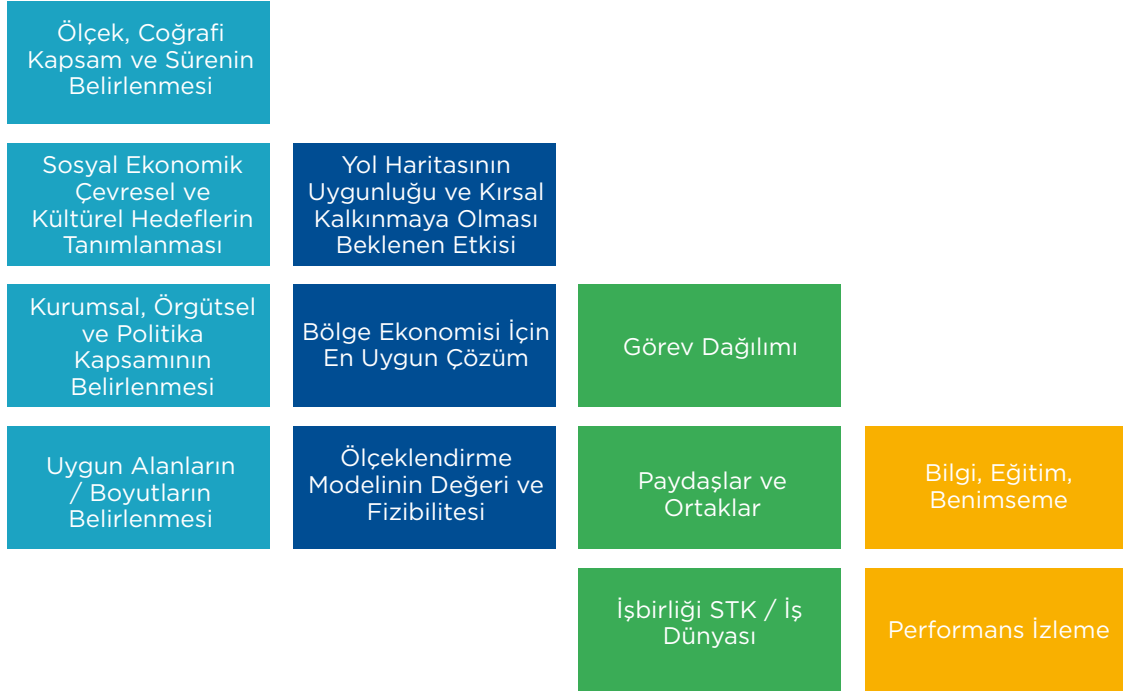 Ölçek, Coğrafi
Kapsam ve Sürenin
Belirlenmesi
Sosyal Ekonomik
Çevresel ve
Kültürel Hedeflerin
Tanımlanması
Yol Haritasının
Uygunluğu ve Kırsal
Kalkınmaya Olması
Beklenen Etkisi
Kurumsal, Örgütsel
ve Politika
Kapsamının
Belirlenmesi
Bölge Ekonomisi İçin
En Uygun Çözüm
Görev Dağılımı
Uygun Alanların
/ Boyutların
Belirlenmesi
Ölçeklendirme
Modelinin Değeri ve
Fizibilitesi
Paydaşlar ve
Ortaklar
Bilgi, Eğitim,
Benimseme
İşbirliği STK / İş
Dünyası
Performans İzleme